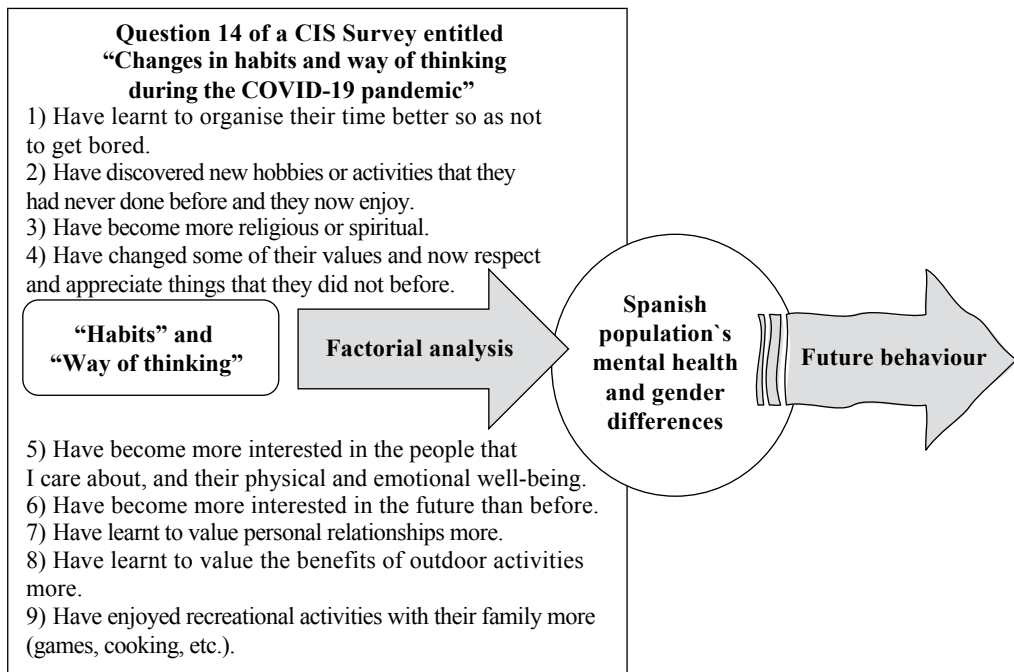 Question 14 of a CIS Survey entitled
“Changes in habits and way of thinking
during the COVID-19 pandemic”
1) Have learnt to organise their time better so as not
to get bored.
2) Have discovered new hobbies or activities that they
had never done before and they now enjoy.
3) Have become more religious or spiritual.
4) Have changed some of their values and now respect
and appreciate things that they did not before.
“Habits” and
“Way of thinking”
Factorial analysis
Spanish
population`s
mental health
and gender
differences
Future behaviour
5) Have become more interested in the people that
I care about, and their physical and emotional well-being.
6) Have become more interested in the future than before.
7) Have learnt to value personal relationships more.
8) Have learnt to value the benefits of outdoor activities
more.
9) Have enjoyed recreational activities with their family more
(games, cooking, etc.).